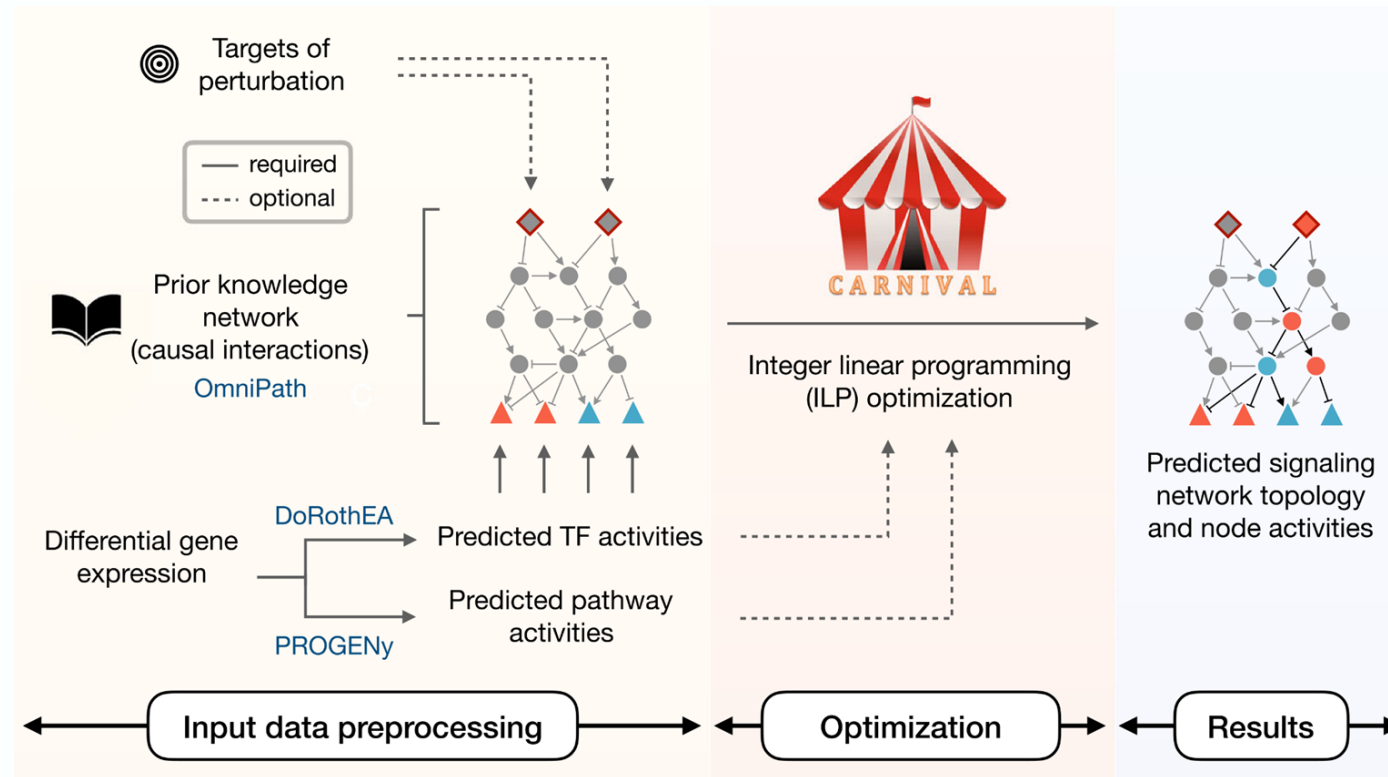 Targets of
perturbation
required
optional
Prior knowledge
network
(causal interactions)
OmniPath
DoRothEA
Differential gene
expression
Predicted TF activities
Predicted pathway
activities
PROGENy
Input data preprocessing
CARNIVAL
Integer linear programming
(ILP) optimization
Optimization
Predicted signaling
network topology
and node activities
Results